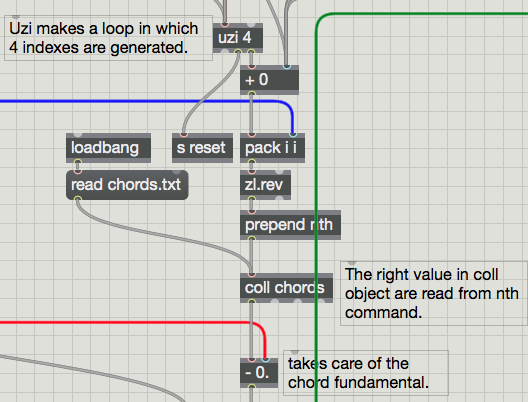 Uzi makes a loop in which
4 indexes are generated.
uzi 4
+ 0
loadbang
s reset
pack i i
read chords.txt
zl.rev
prepend nth
coll chords
The right value in coll
object are read from nth
command.
- 0.
takes care of the
chord fundamental.